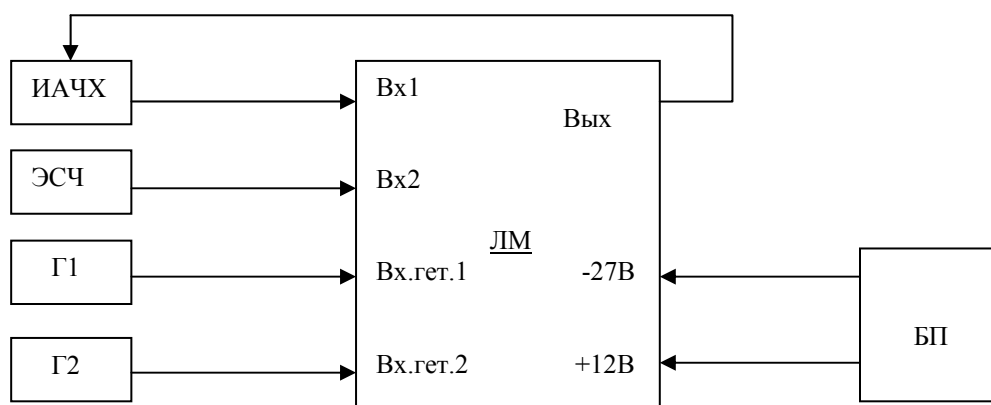 ИАЧХ
Вх1
Вых
ЭСЧ
Вх2
ЛМ
Г1
Вх.гет.1
-27В
БП
Г2
Вх.гет.2
+12В